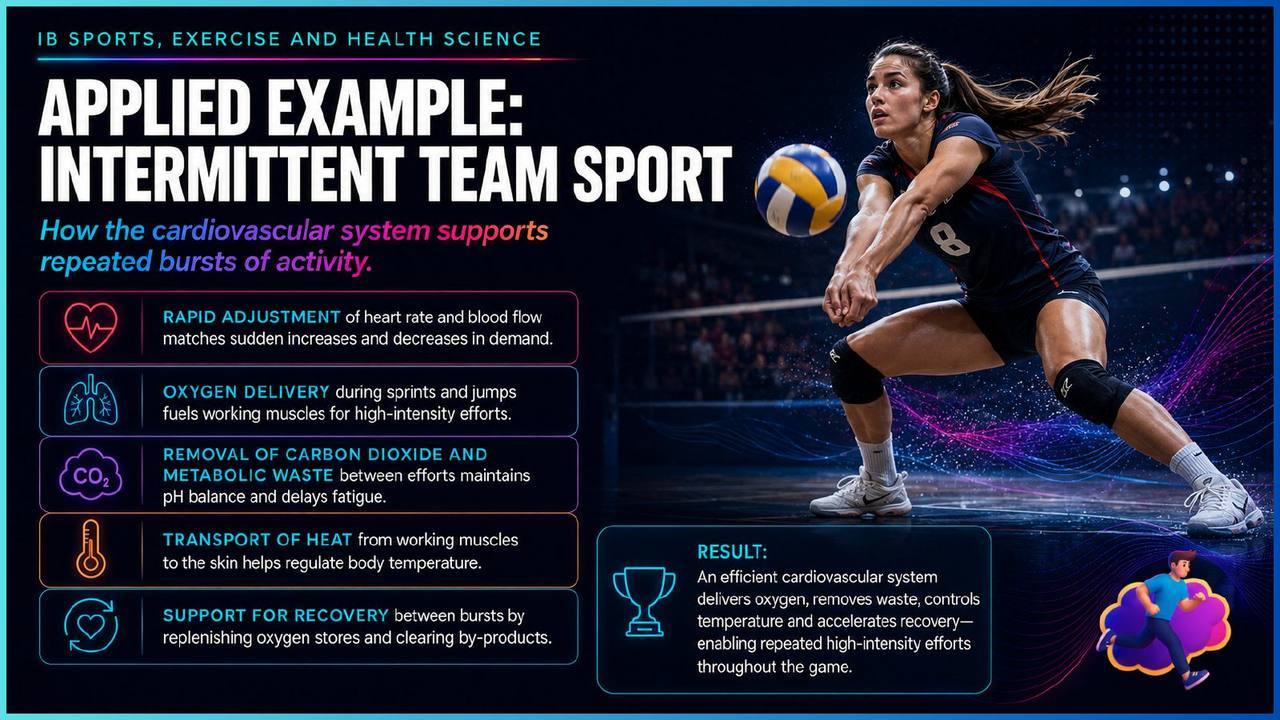 IB SPORTS, EXERCISE AND HEALTH SCIENCE
APPLIED EXAMPLE:
INTERMITTENT TEAM SPORT
How the cardiovascular system supports
repeated bursts of activity.
RAPID ADJUSTMENT of heart rate and blood flow
matches sudden increases and decreases in demand.
OXYGEN DELIVERY during sprints and jumps
fuels working muscles for high-intensity efforts.
CO₂
REMOVAL OF CARBON DIOXIDE AND
METABOLIC WASTE between efforts maintains
pH balance and delays fatigue.
TRANSPORT OF HEAT from working muscles
to the skin helps regulate body temperature.
SUPPORT FOR RECOVERY between bursts by
replenishing oxygen stores and clearing by-products.
8
RESULT:
An efficient cardiovascular system
delivers oxygen, removes waste, controls
temperature and accelerates recovery—
enabling repeated high-intensity efforts
throughout the game.